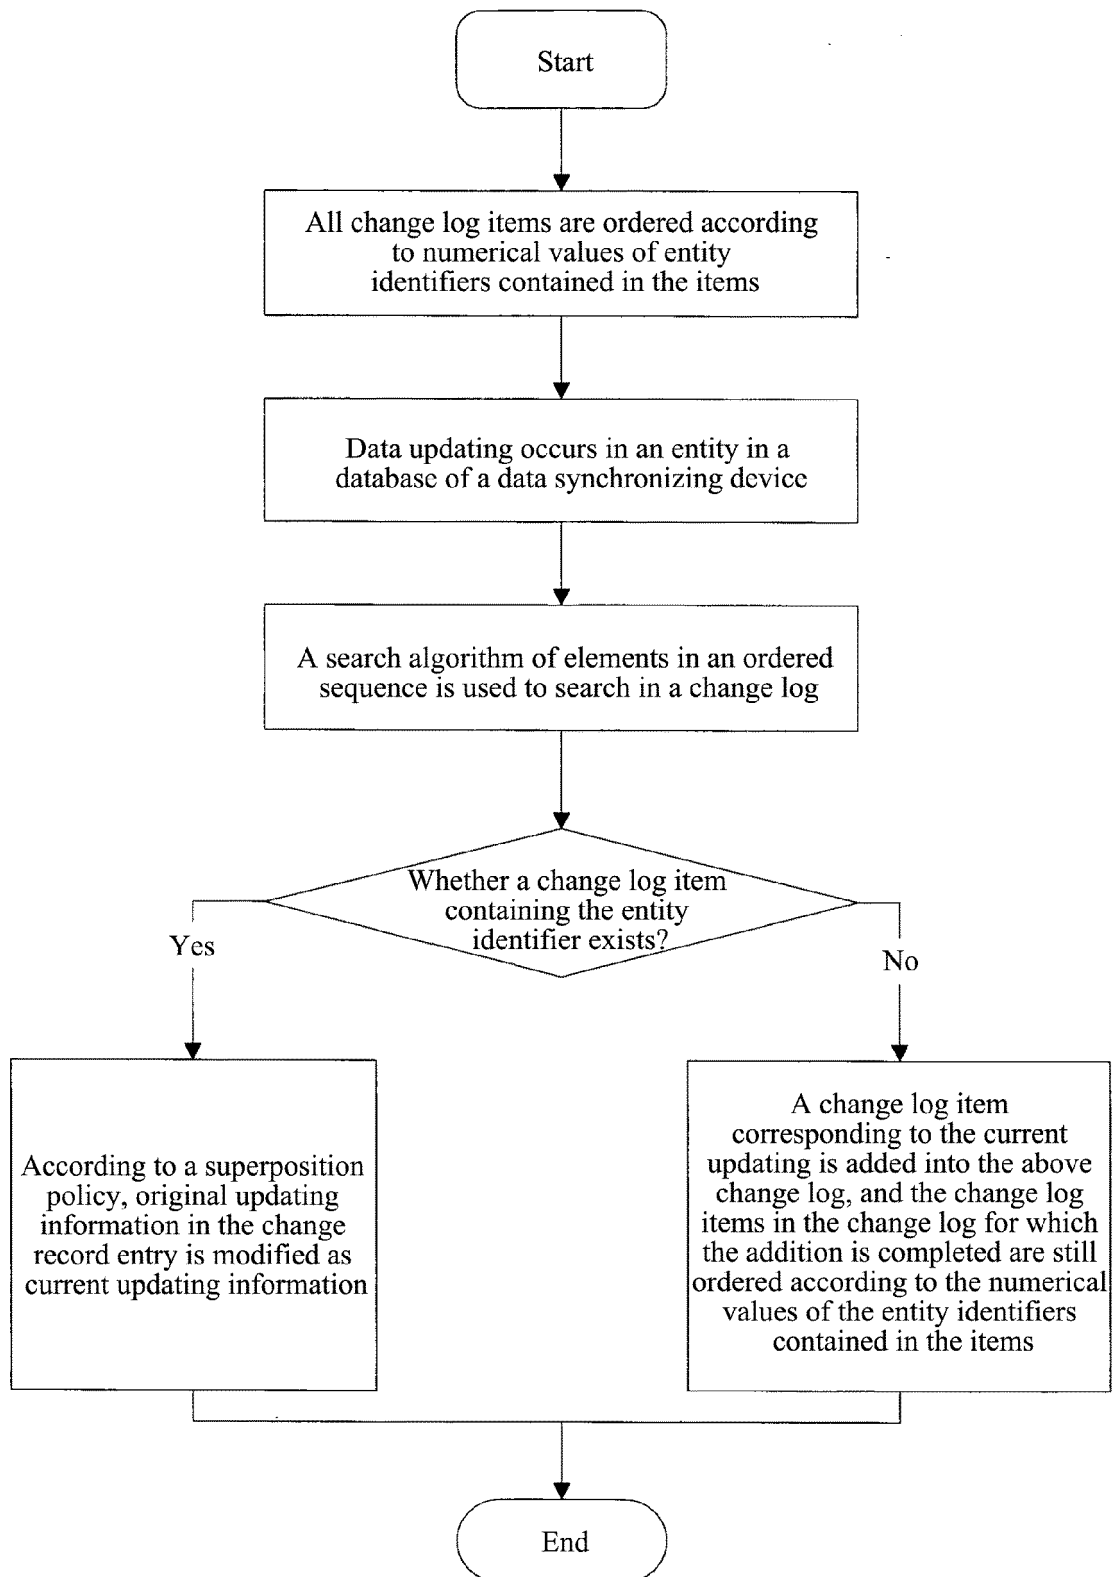 Start
All change log items are ordered according
to numerical values of entity
identifiers contained in the items
Data updating occurs in an entity in a
database of a data synchronizing device
A search algorithm of elements in an ordered
sequence is used to search in a change log
Whether a change log item
containing the entity
identifier exists?
Yes
No
According to a superposition
policy, original updating
information in the change
record entry is modified as
current updating information
A change log item
corresponding to the current
updating is added into the above
change log, and the change log
items in the change log for which
the addition is completed are still
ordered according to the numerical
values of the entity identifiers
contained in the items
End